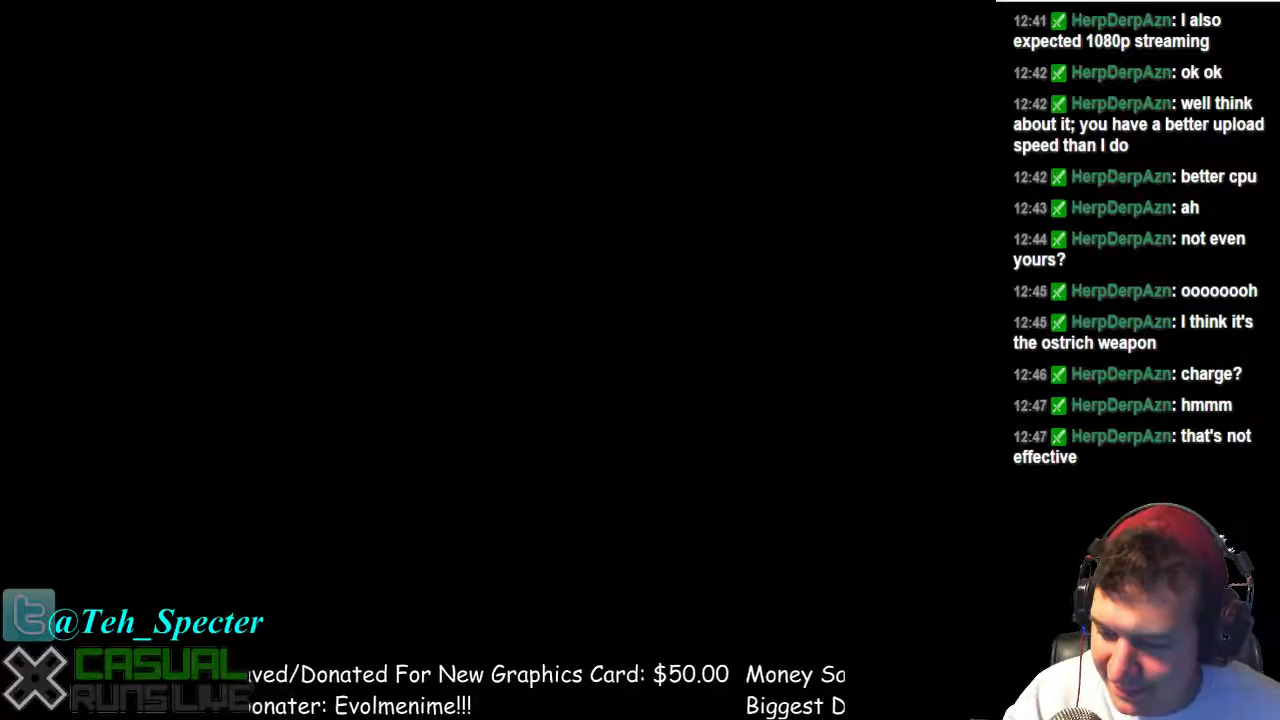 12:41 HerpDerpAzn: I also
expected 1080p streaming
12:42 HerpDerpAzn: ok ok
12:42 HerpDerpAzn: well think
about it; you have a better upload
speed than I do
12:42 HerpDerpAzn: better cpu
12:43 HerpDerpAzn: ah
12:44 HerpDerpAzn: not even
yours?
12:45 HerpDerpAzn: oooooooh
12:45 HerpDerpAzn: I think it's
the ostrich weapon
12:46 HerpDerpAzn: charge?
12:47 HerpDerpAzn: hmmm
12:47 HerpDerpAzn: that's not
effective
@Teh_Specter
CASUAL
RUNSLIVE
aved/Donated For New Graphics Card: $50.00 Money Sa
onater: Evolmenime!!! Biggest D